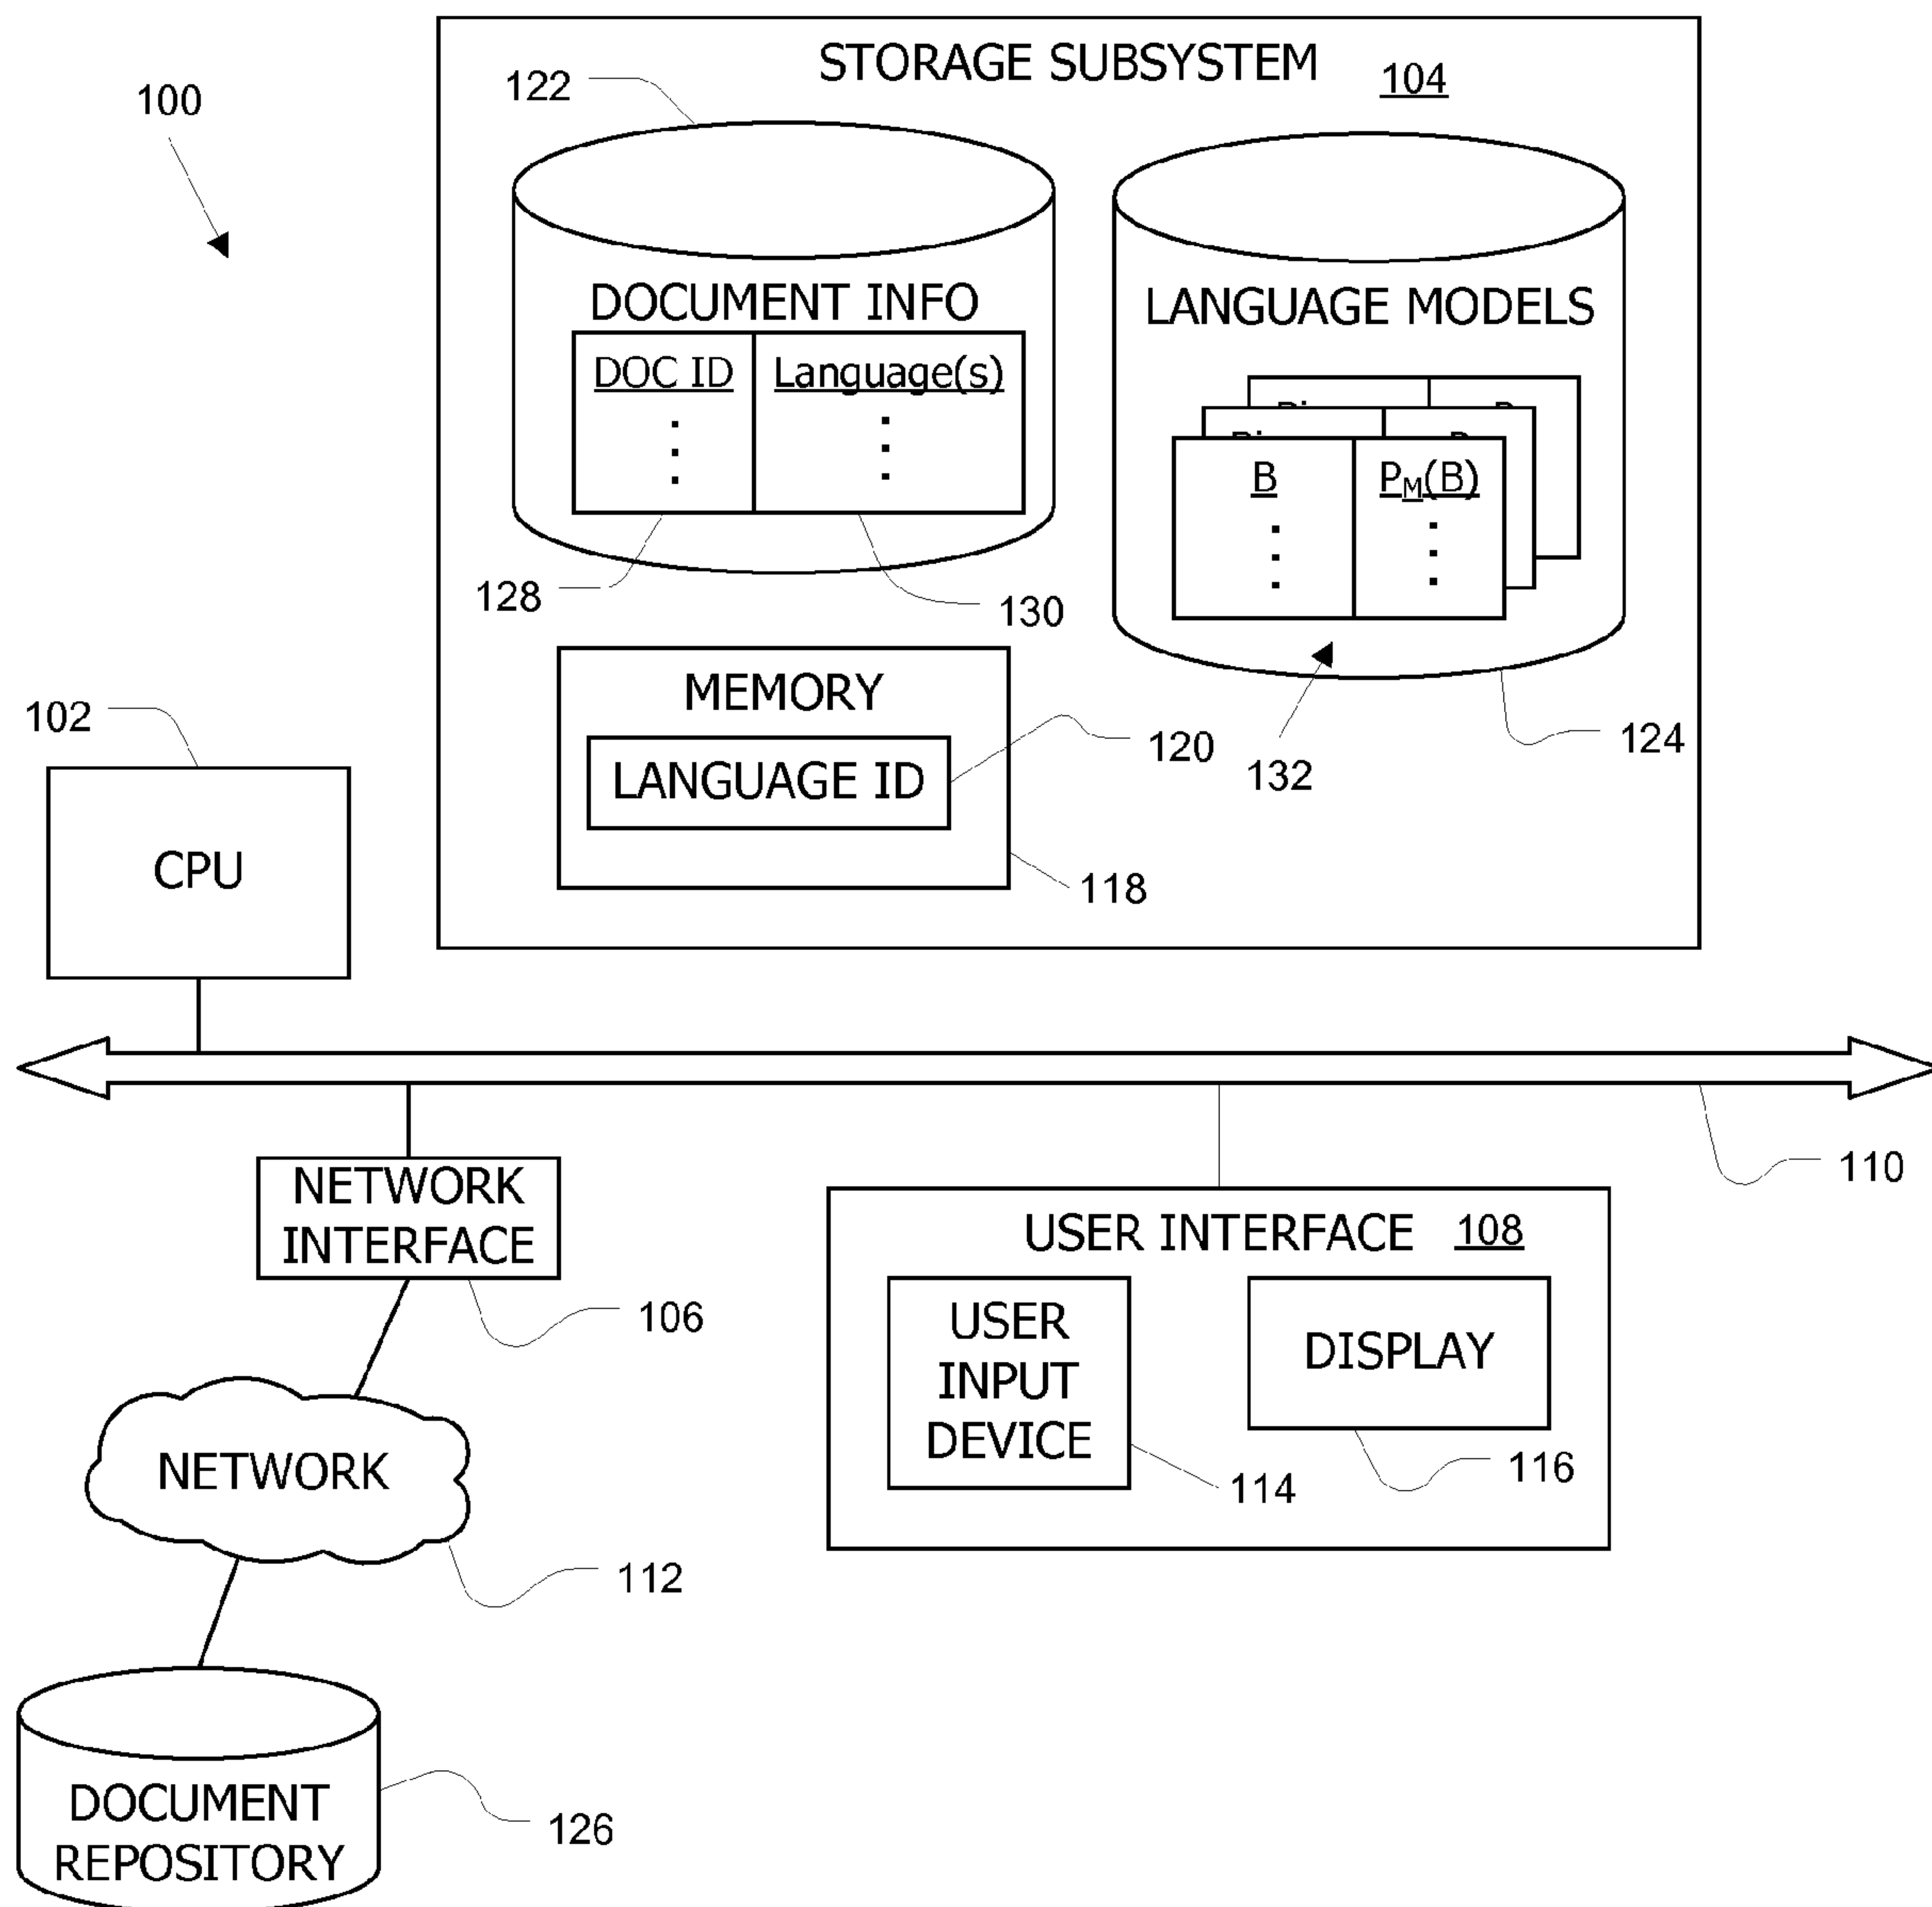 STORAGE SUBSYSTEM 104
100
122
DOCUMENT INFO
DOC ID Language(s)
128
130
LANGUAGE MODELS
B PM(B)
132
124
MEMORY
LANGUAGE ID
120
118
102
CPU
110
NETWORK
INTERFACE
106
USER INTERFACE 108
USER
INPUT
DEVICE
114
DISPLAY
116
NETWORK
112
DOCUMENT
REPOSITORY
126